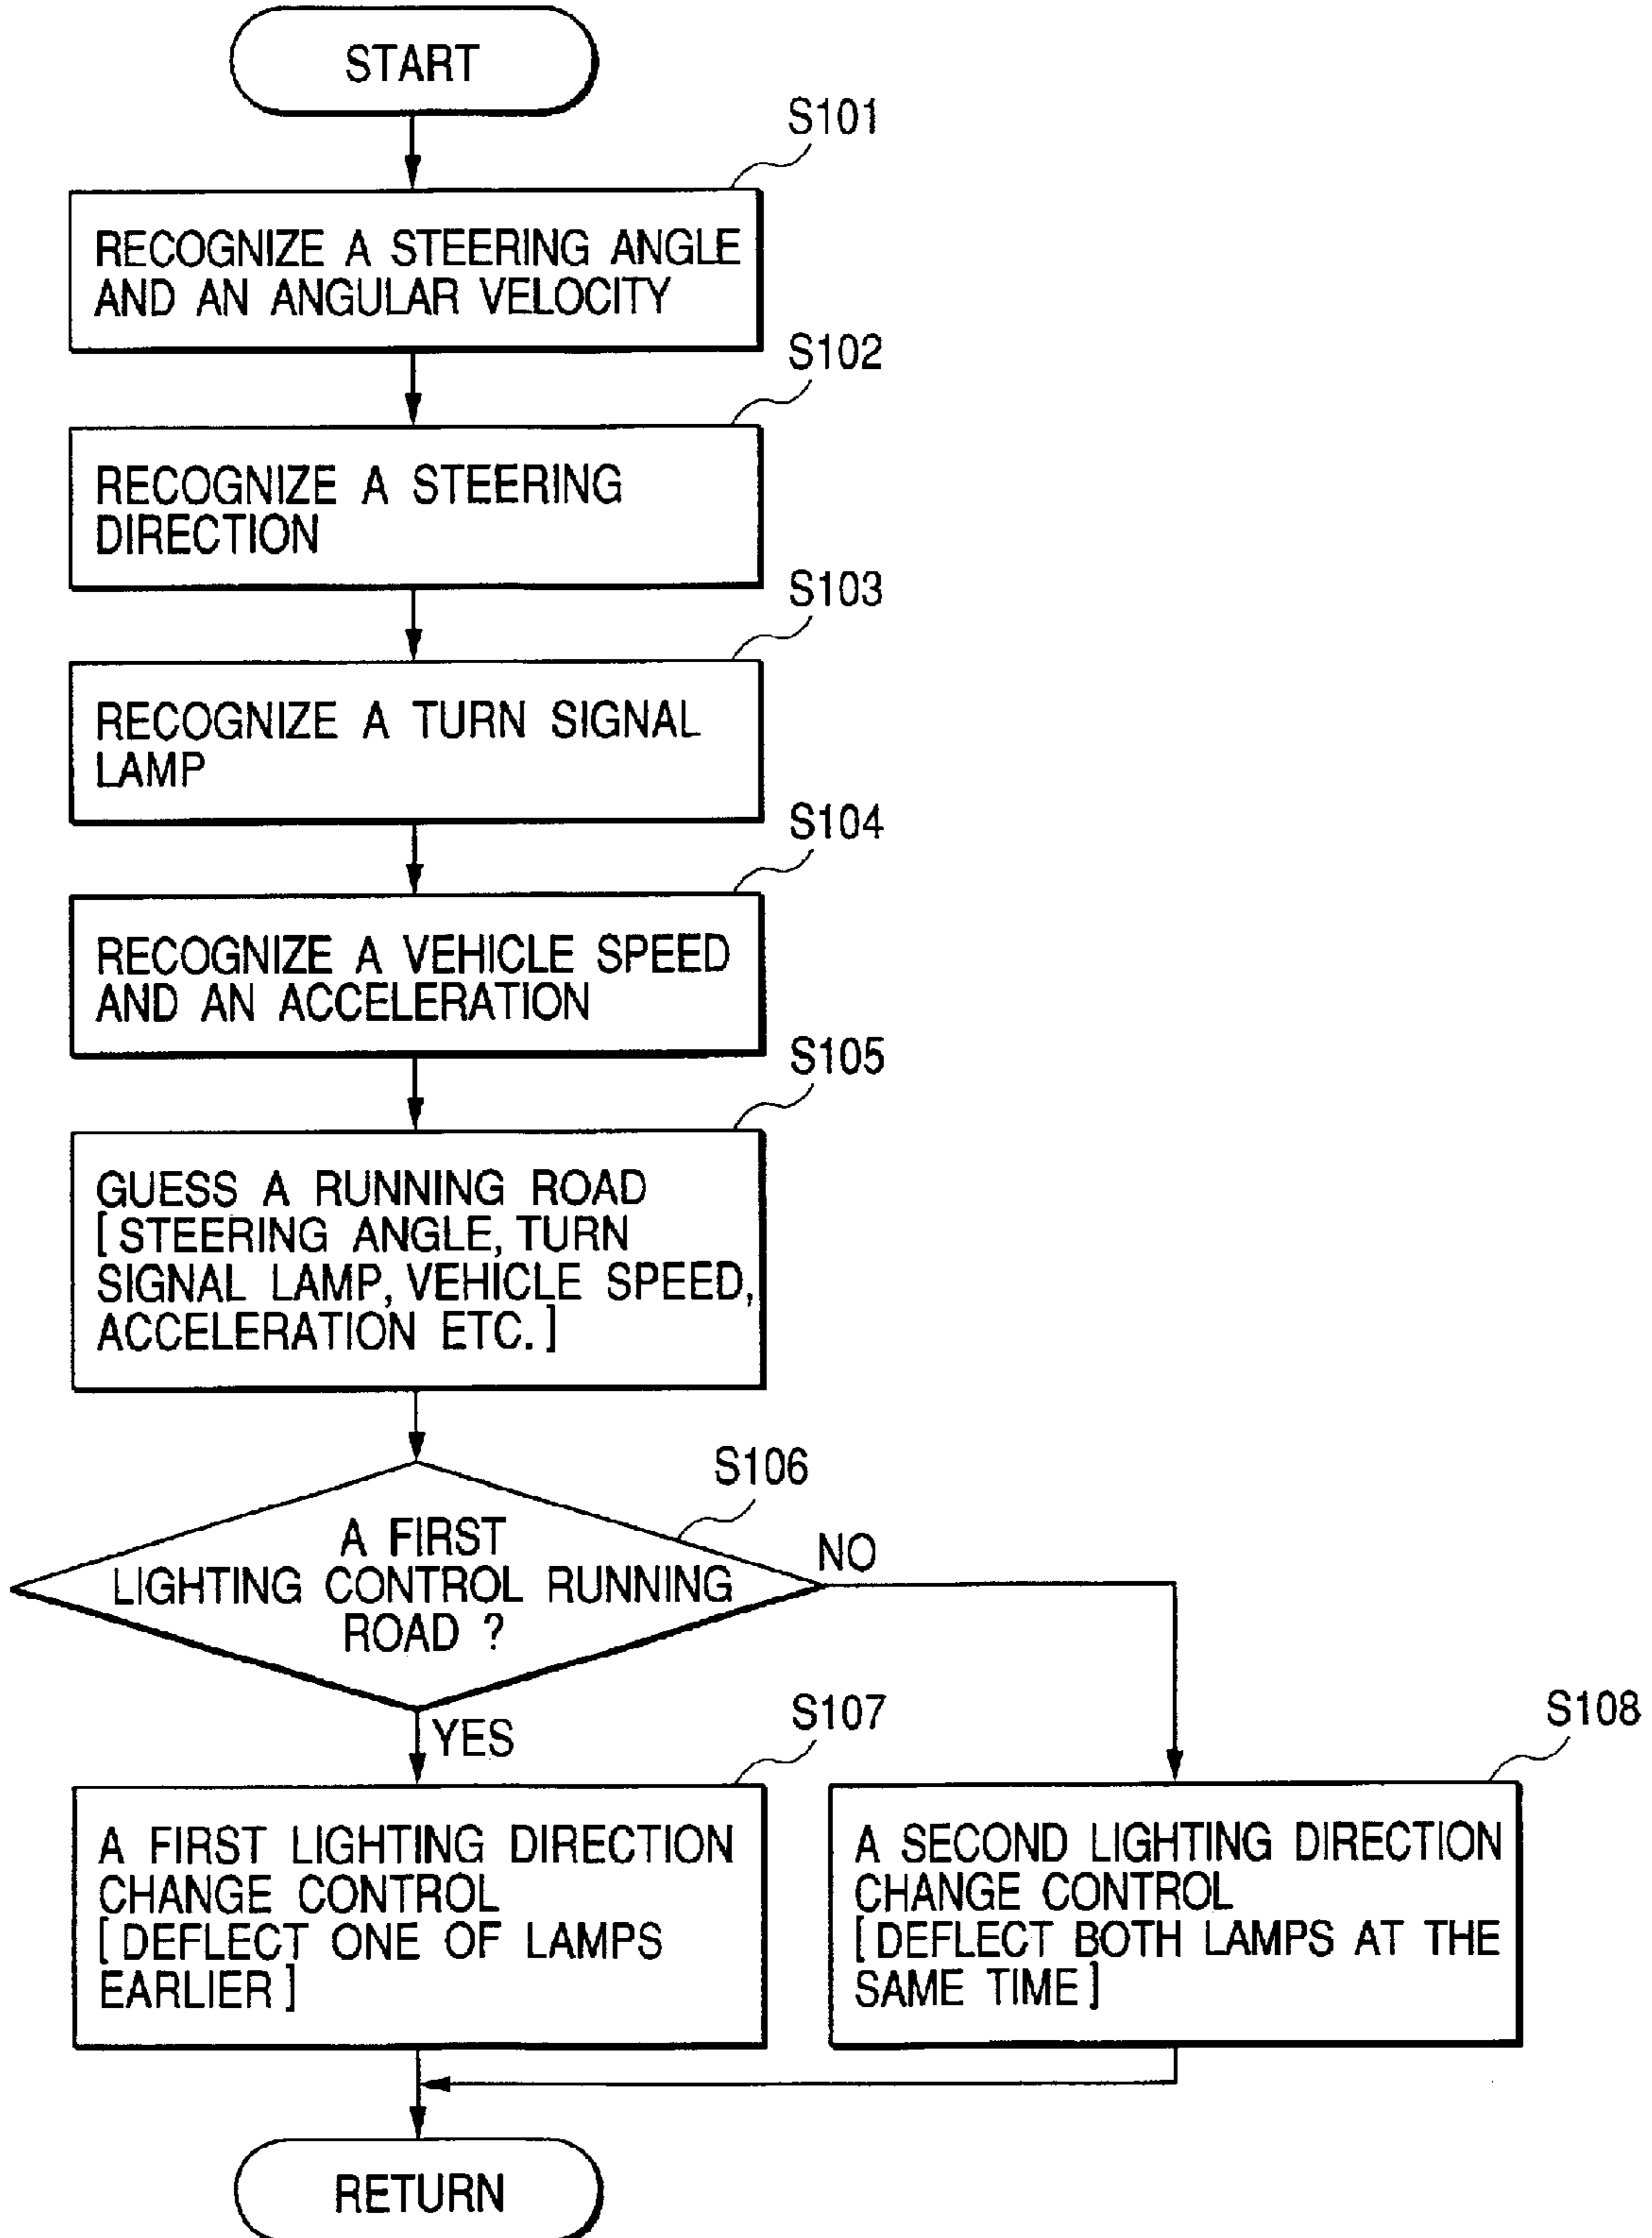 START
S101
RECOGNIZE A STEERING ANGLE
AND AN ANGULAR VELOCITY
S102
RECOGNIZE A STEERING
DIRECTION
S103
RECOGNIZE A TURN SIGNAL
LAMP
S104
RECOGNIZE A VEHICLE SPEED
AND AN ACCELERATION
S105
GUESS A RUNNING ROAD
[STEERING ANGLE, TURN
SIGNAL LAMP, VEHICLE SPEED,
ACCELERATION ETC.]
S106
A FIRST
LIGHTING CONTROL RUNNING
ROAD ?
NO
YES
S107
A FIRST LIGHTING DIRECTION
CHANGE CONTROL
[DEFLECT ONE OF LAMPS
EARLIER]
S108
A SECOND LIGHTING DIRECTION
CHANGE CONTROL
[DEFLECT BOTH LAMPS AT THE
SAME TIME]
RETURN